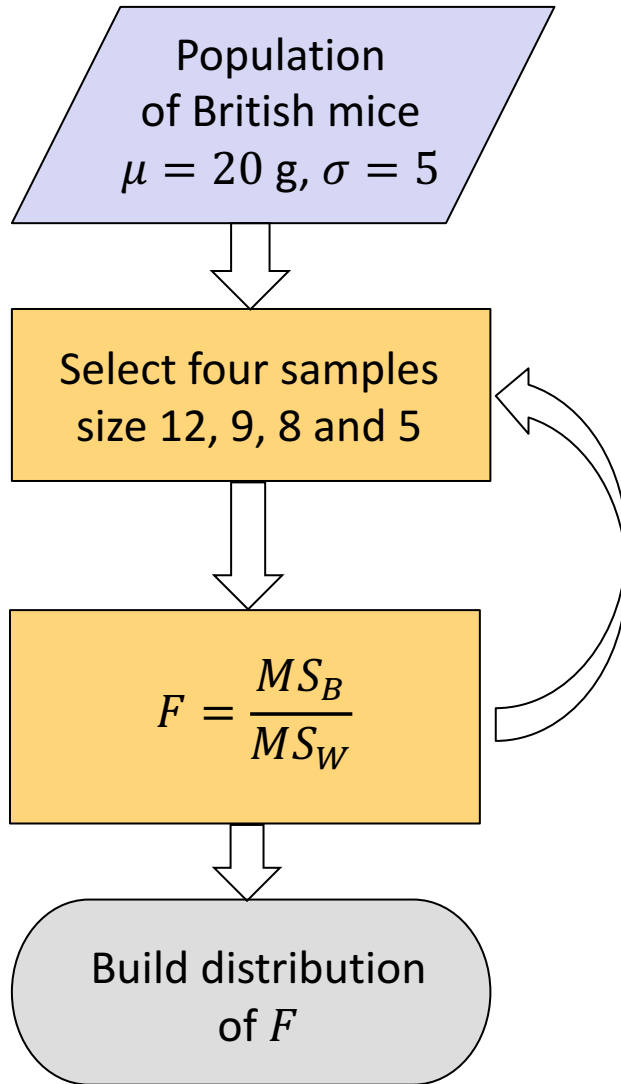 Population
of British mice
𝜇 = 20 g, 𝜎 = 5
Select four samples
size 12, 9, 8 and 5
𝐹 = 𝑀𝑆_𝐵 / 𝑀𝑆_𝑊
Build distribution
of 𝐹